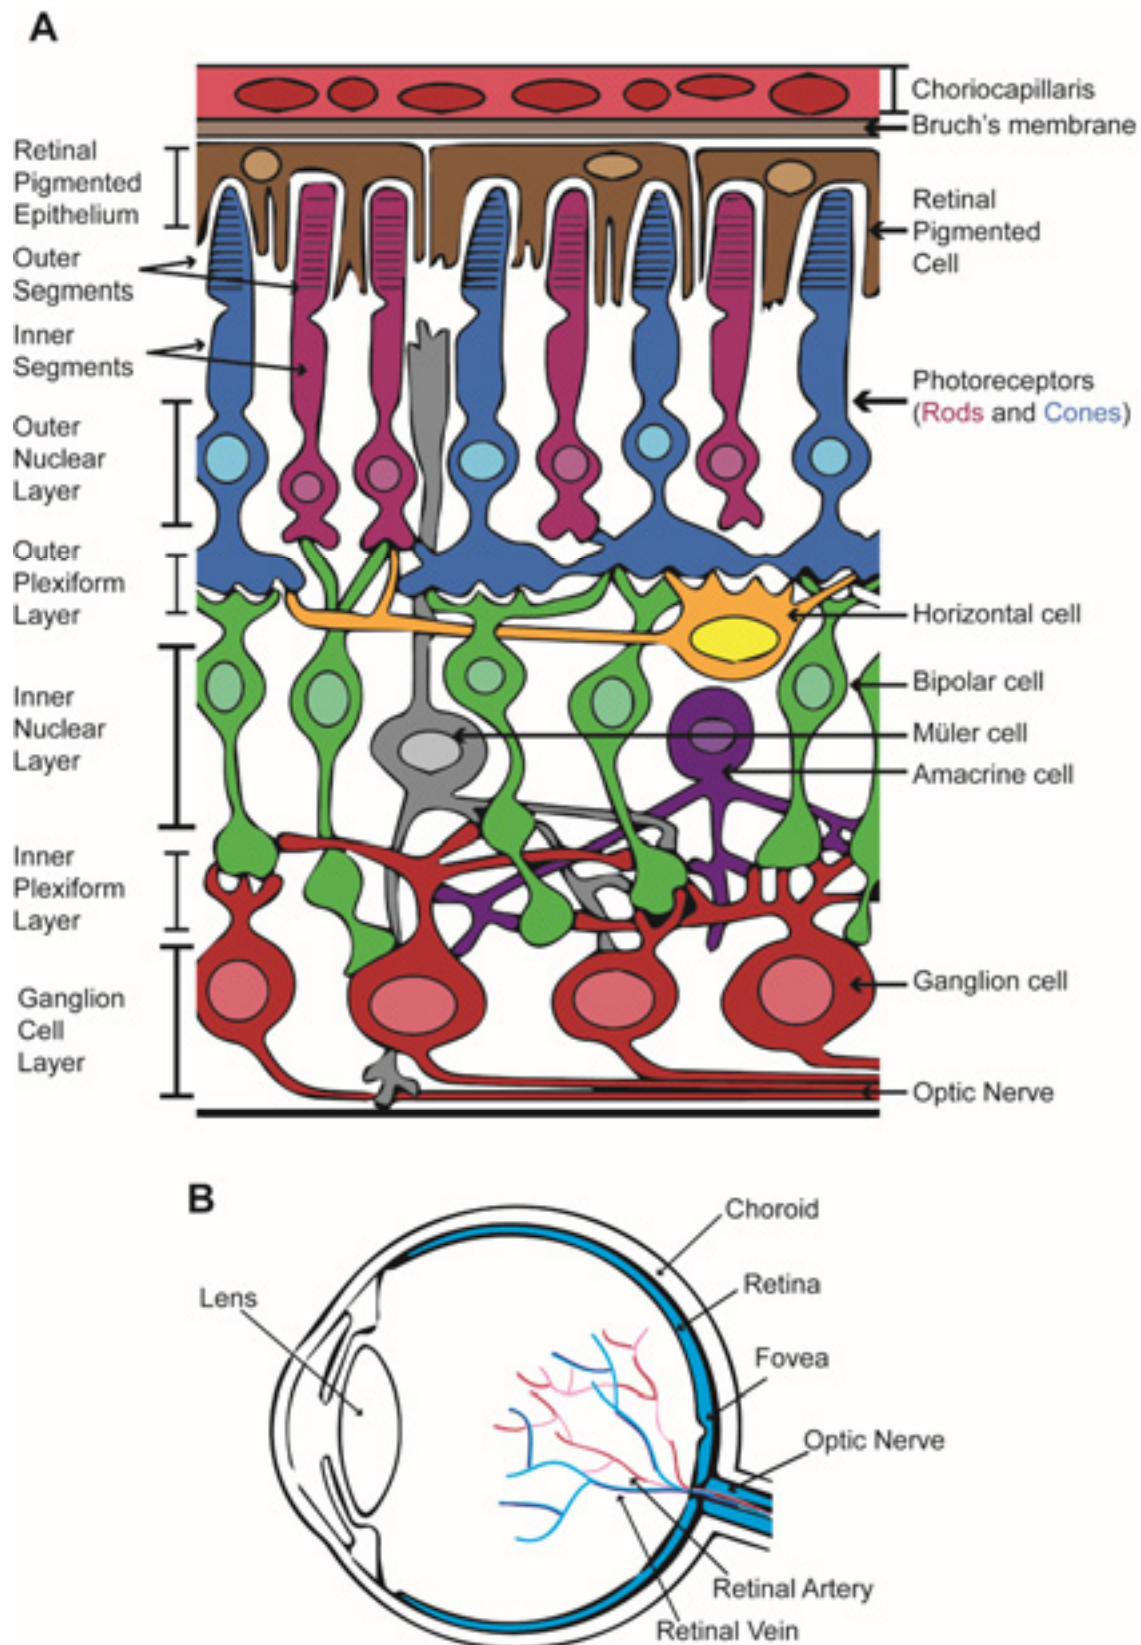 A
Choriocapillaris
Bruch's membrane
Retinal
Pigmented
Epithelium
Retinal
Pigmented
Cell
Outer
Segments
Inner
Segments
Photoreceptors
(Rods and Cones)
Outer
Nuclear
Layer
Outer
Plexiform
Layer
Horizontal cell
Inner
Nuclear
Layer
Bipolar cell
Müler cell
Amacrine cell
Inner
Plexiform
Layer
Ganglion cell
Ganglion
Cell
Layer
Optic Nerve
B
Choroid
Lens
Retina
Fovea
Optic Nerve
Retinal Artery
Retinal Vein